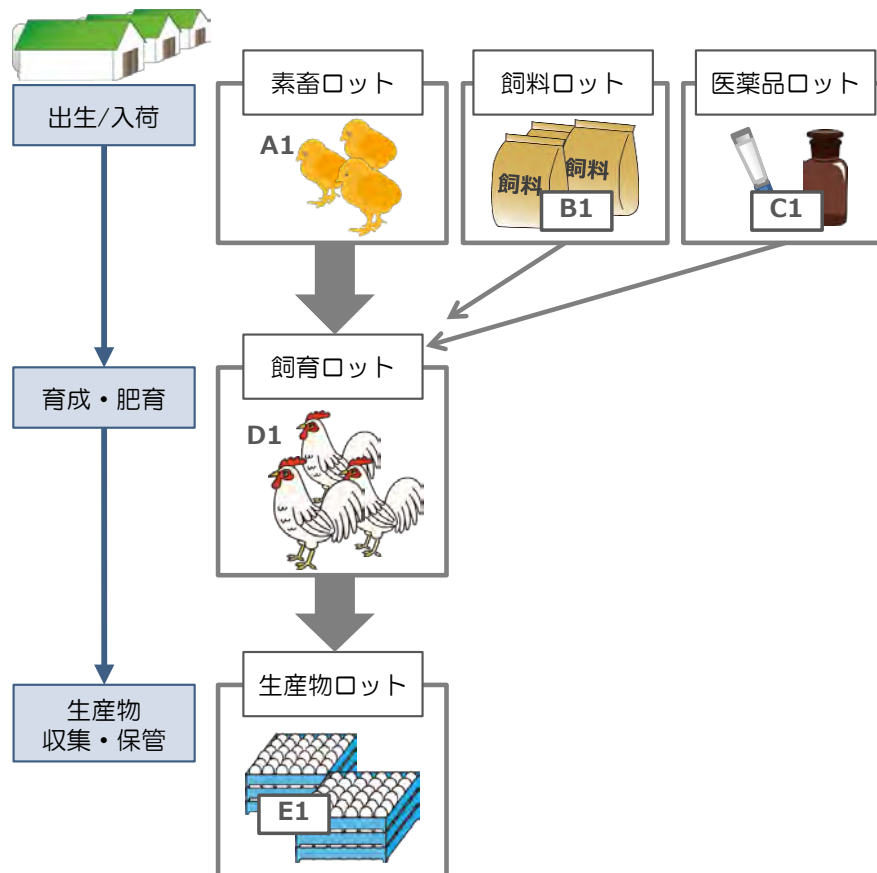 出生/入荷
素畜ロット
飼料ロット
医薬品ロット
A1
飼料
飼料
B1
C1
育成・肥育
飼育ロット
D1
生産物
収集・保管
生産物ロット
E1